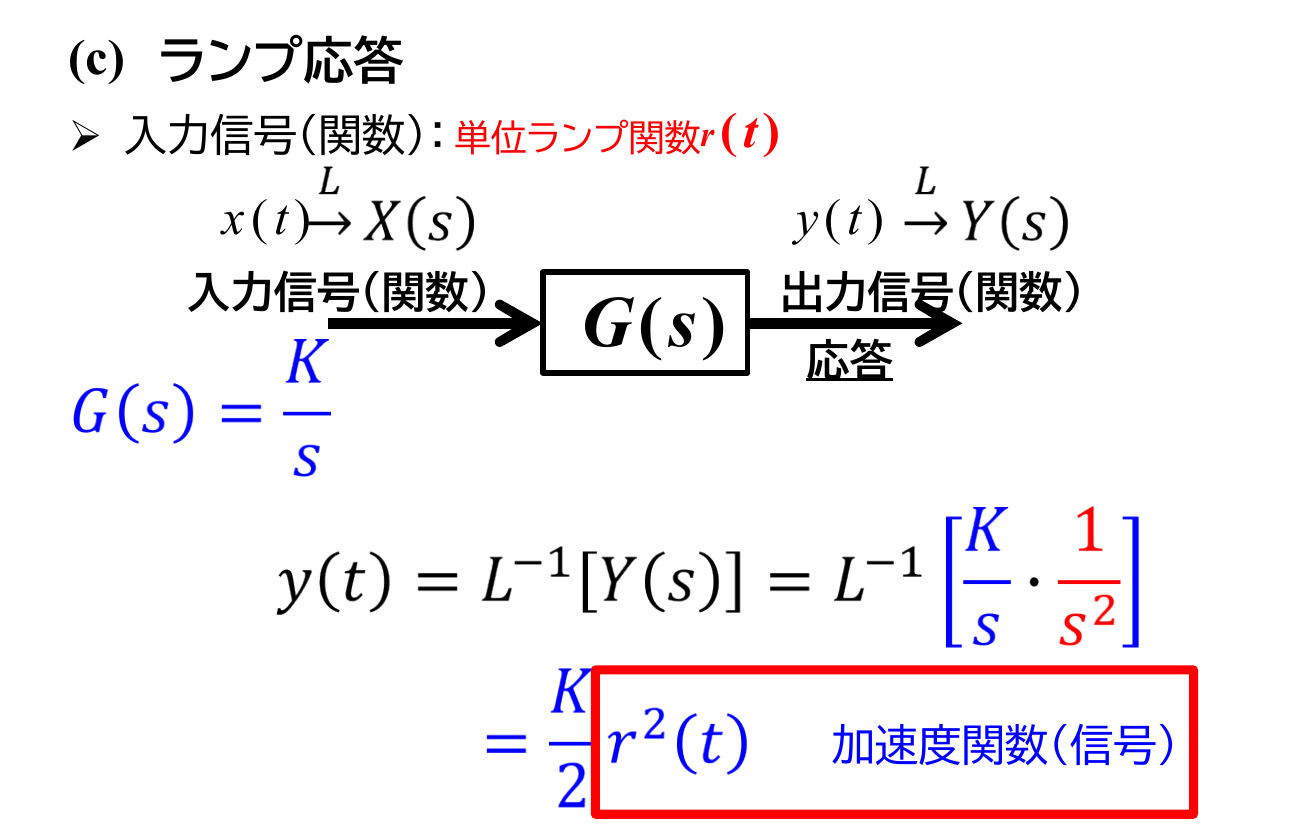 (c) ランプ応答
➢ 入力信号(関数)：単位ランプ関数r(t)
x(t) →^L X(s)  y(t) →^L Y(s)
入力信号(関数)  G(s)  出力信号(関数)
応答
G(s) = K/s
y(t) = L⁻¹[Y(s)] = L⁻¹[K/s · 1/s²]
= K/2 r²(t) 加速度関数(信号)